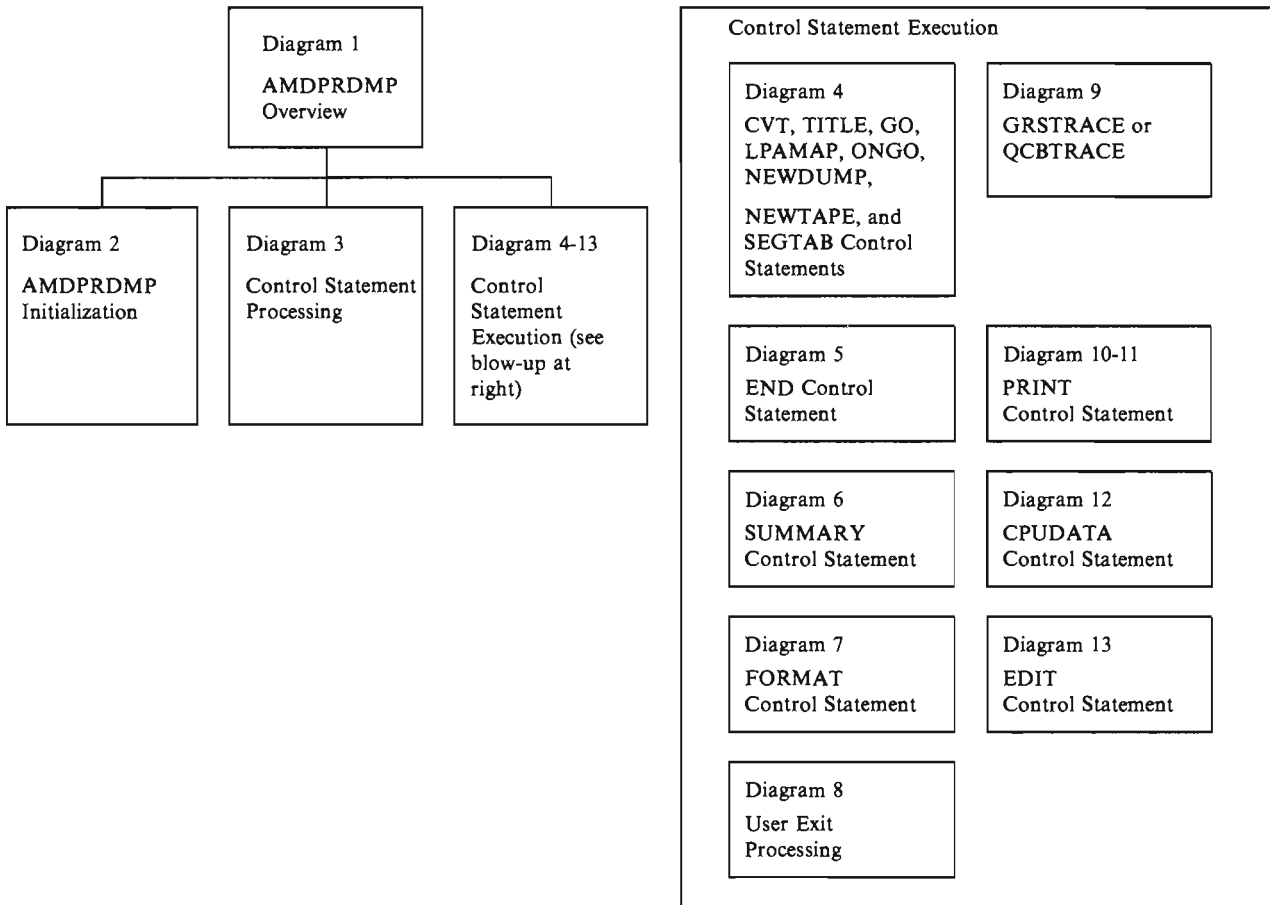 Diagram 1
AMDPRDMP
Overview
Diagram 2
AMDPRDMP
Initialization
Diagram 3
Control Statement
Processing
Diagram 4-13
Control
Statement
Execution (see
blow-up at
right)
Control Statement Execution
Diagram 4
CVT, TITLE, GO,
LPAMAP, ONGO,
NEWDUMP,
NEWTAPE, and
SEGTAB Control
Statements
Diagram 9
GRSTRACE or
QCBTRACE
Diagram 5
END Control
Statement
Diagram 10-11
PRINT
Control Statement
Diagram 6
SUMMARY
Control Statement
Diagram 12
CPUDATA
Control Statement
Diagram 7
FORMAT
Control Statement
Diagram 13
EDIT
Control Statement
Diagram 8
User Exit
Processing